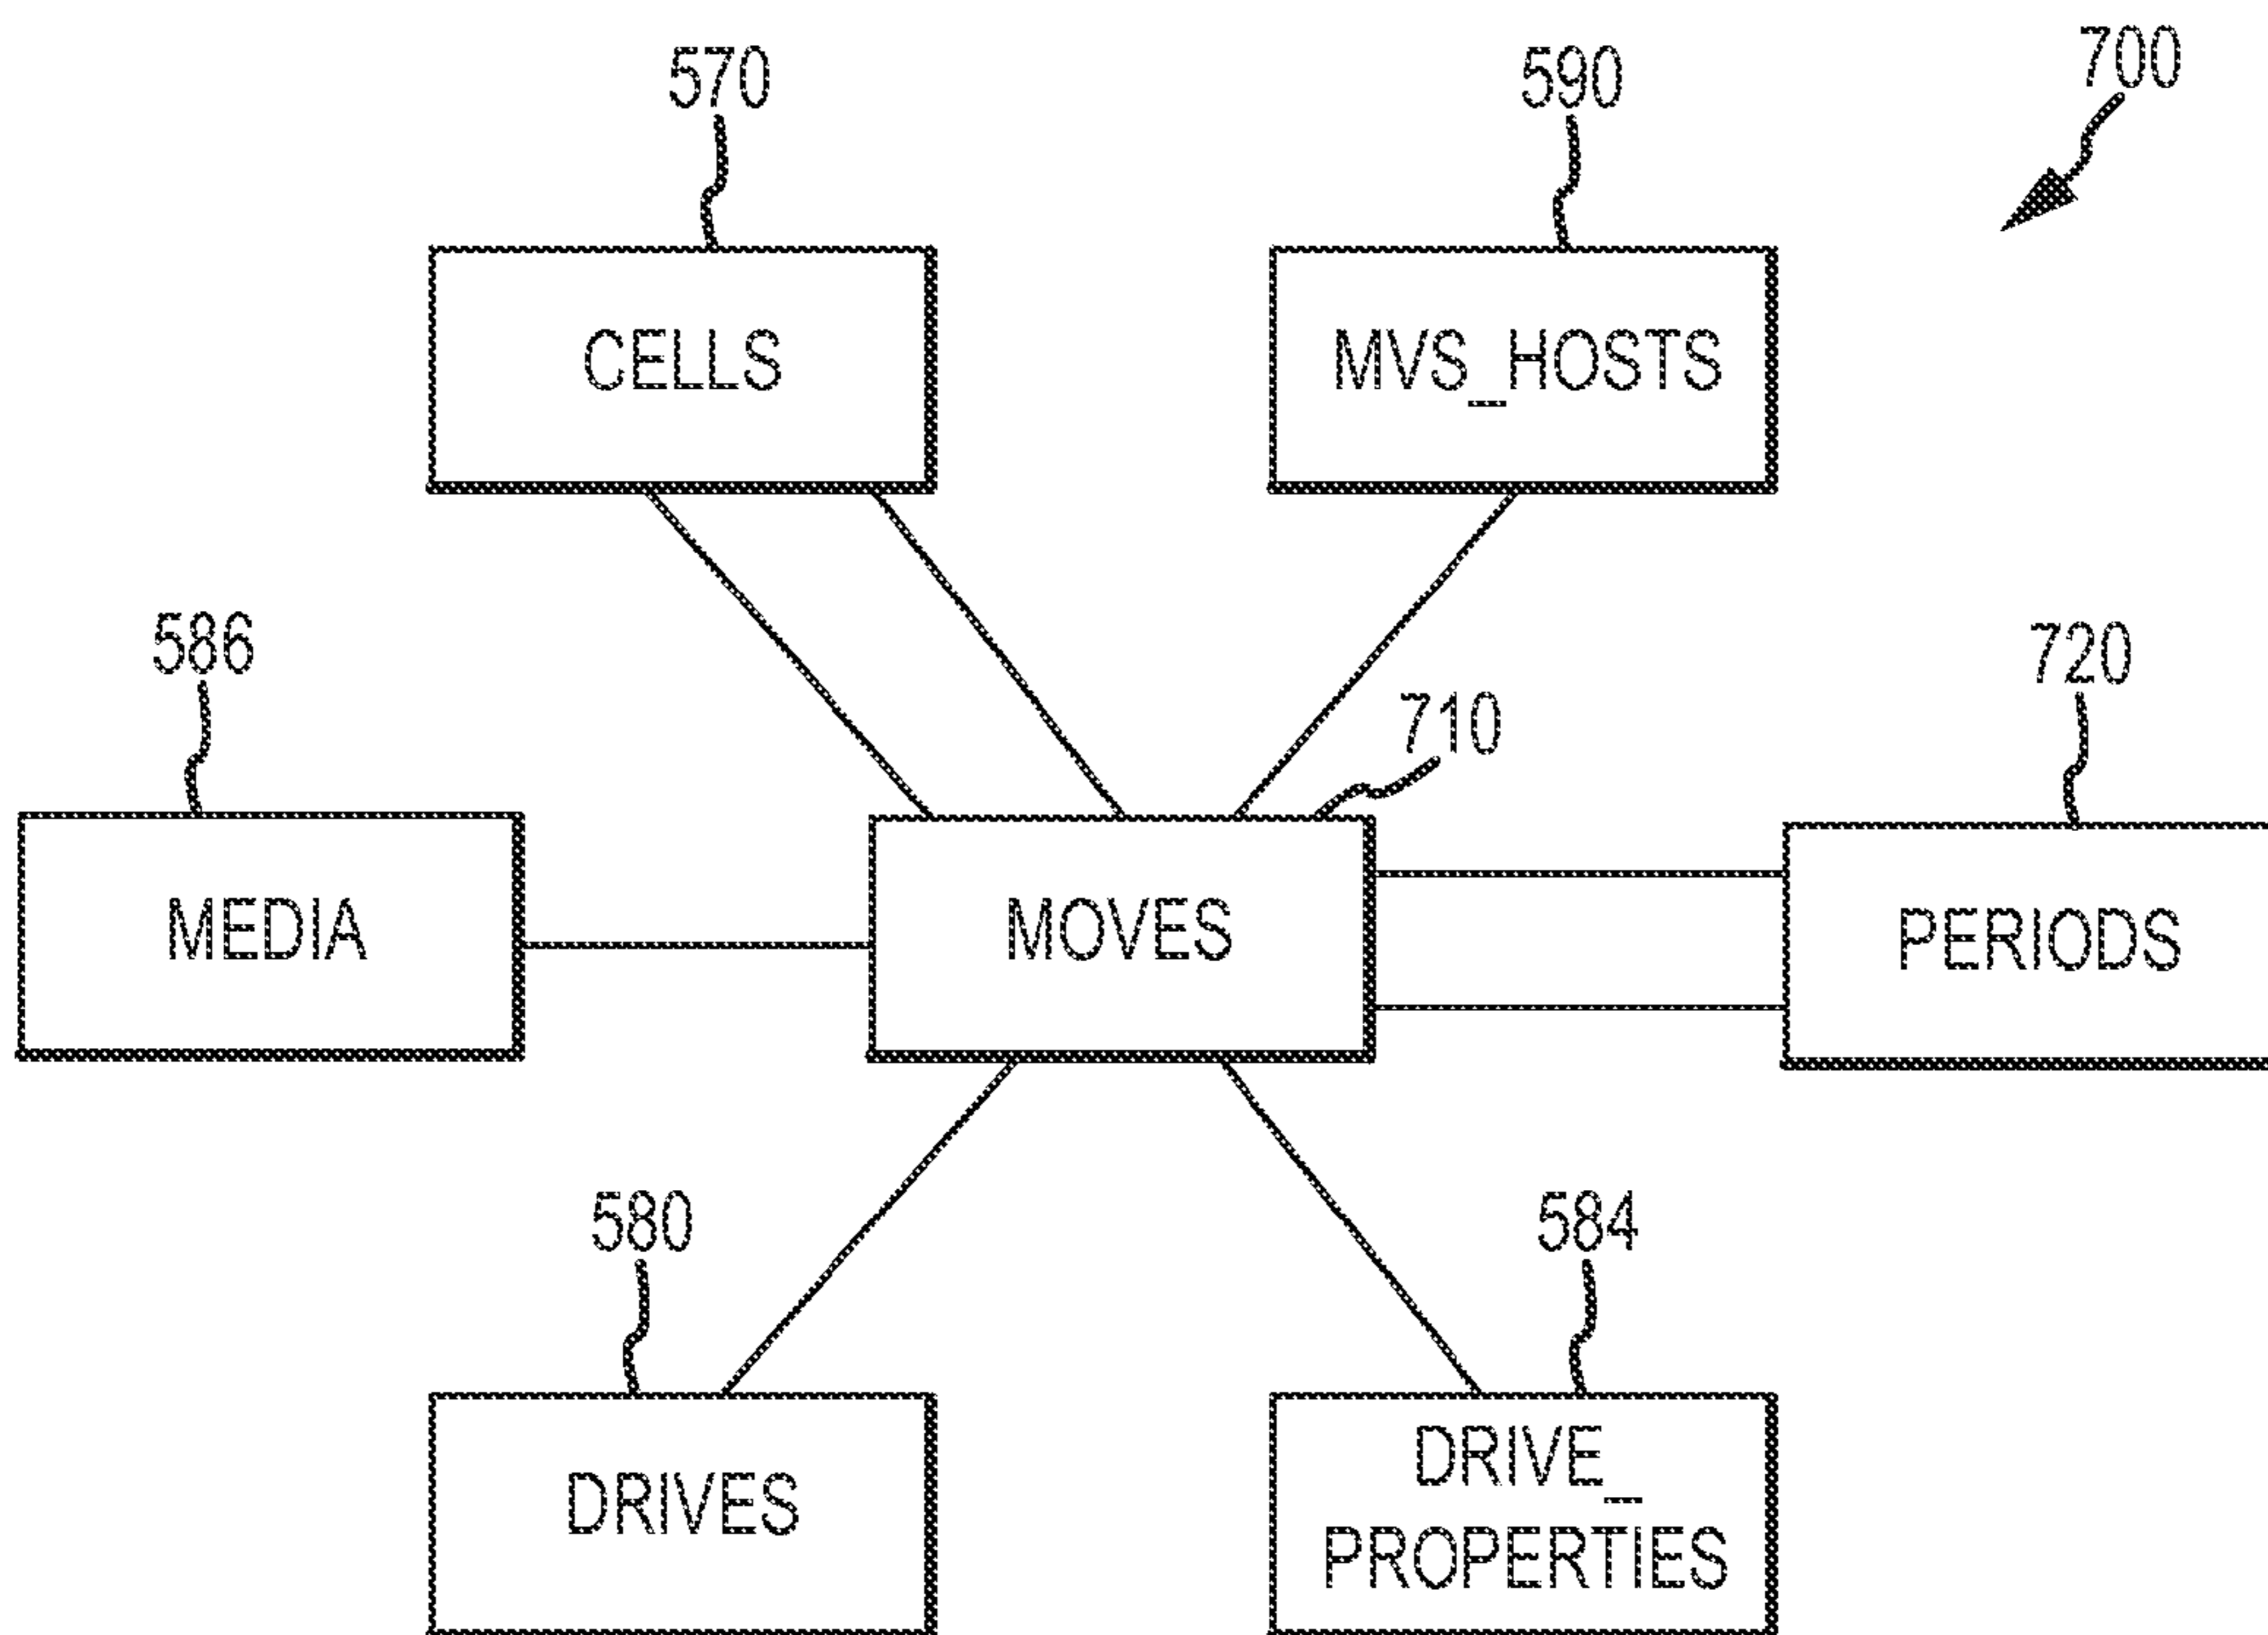 570
590
700
CELLS
MVS_HOSTS
586
710
720
MEDIA
MOVES
PERIODS
580
584
DRIVES
DRIVE_
PROPERTIES